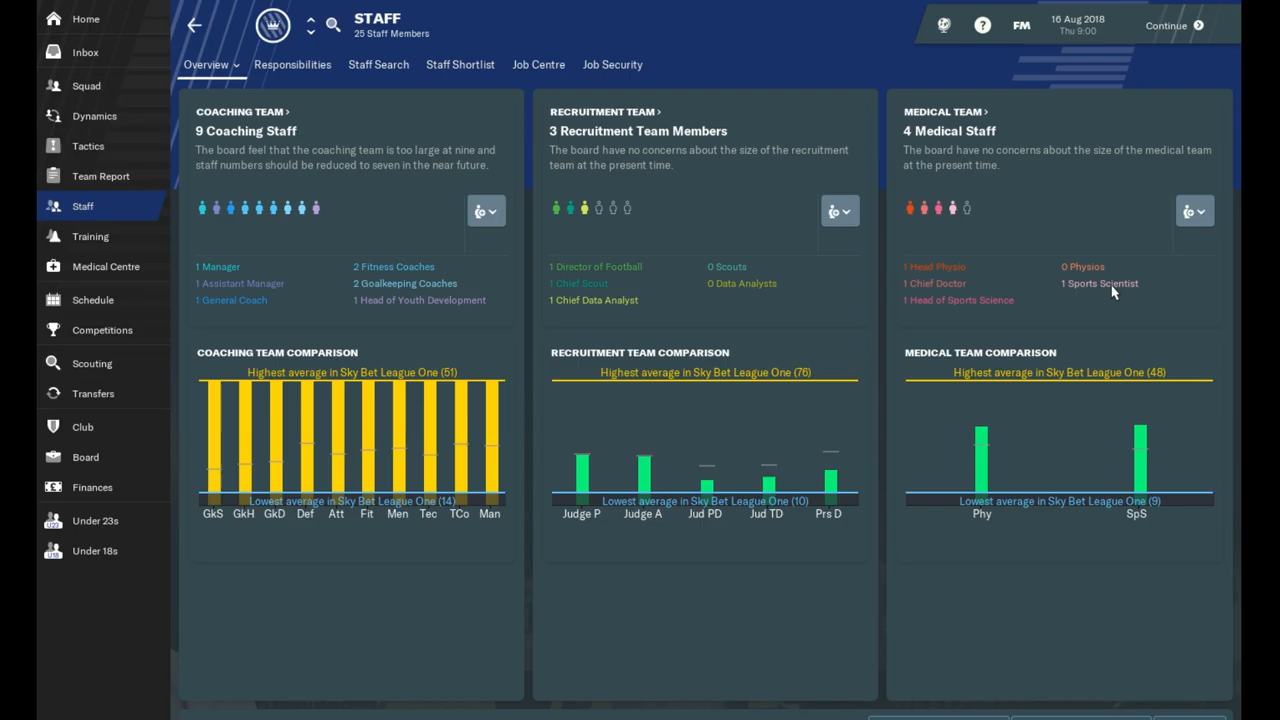 Home
Inbox
Squad
Dynamics
Tactics
Team Report
Staff
Training
Medical Centre
Schedule
Competitions
Scouting
Transfers
Club
Board
Finances
U23
Under 23s
U18
Under 18s
STAFF
25 Staff Members
?
FM
16 Aug 2018
Thu 9:00
Continue
Overview
Responsibilities
Staff Search
Staff Shortlist
Job Centre
Job Security
COACHING TEAM >
9 Coaching Staff
The board feel that the coaching team is too large at nine and
staff numbers should be reduced to seven in the near future.
1 Manager
2 Fitness Coaches
1 Assistant Manager
2 Goalkeeping Coaches
1 General Coach
1 Head of Youth Development
COACHING TEAM COMPARISON
Highest average in Sky Bet League One (51)
Lowest average in Sky Bet League One (14)
GkS GkH GkD Def Att Fit Men Tec TCo Man
RECRUITMENT TEAM >
3 Recruitment Team Members
The board have no concerns about the size of the recruitment
team at the present time.
1 Director of Football
0 Scouts
1 Chief Scout
0 Data Analysts
1 Chief Data Analyst
RECRUITMENT TEAM COMPARISON
Highest average in Sky Bet League One (76)
Lowest average in Sky Bet League One (10)
Judge P Judge A Jud PD Jud TD Prs D
MEDICAL TEAM >
4 Medical Staff
The board have no concerns about the size of the medical team
at the present time.
1 Head Physio
0 Physios
1 Chief Doctor
1 Sports Scientist
1 Head of Sports Science
MEDICAL TEAM COMPARISON
Highest average in Sky Bet League One (48)
Lowest average in Sky Bet League One (9)
Phy SpS